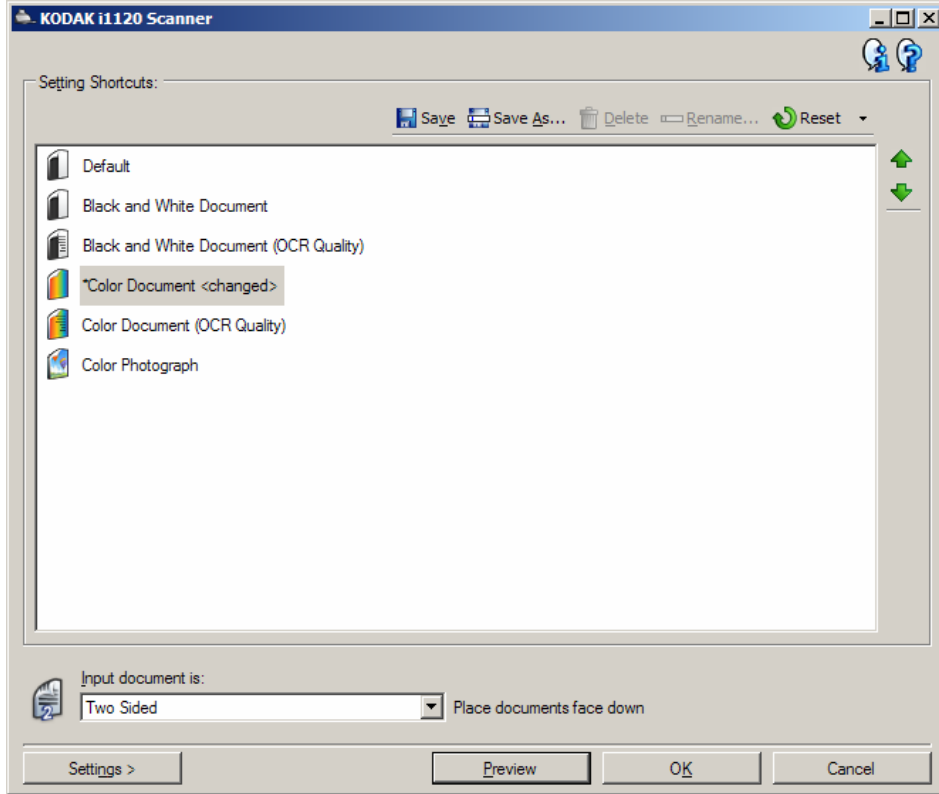 KODAK i1120 Scanner
Setting Shortcuts:
Save Save As... Delete Rename... Reset
Default
Black and White Document
Black and White Document (OCR Quality)
*Color Document <changed>
Color Document (OCR Quality)
Color Photograph
Input document is:
2
Two Sided Place documents face down
Settings > Preview OK Cancel